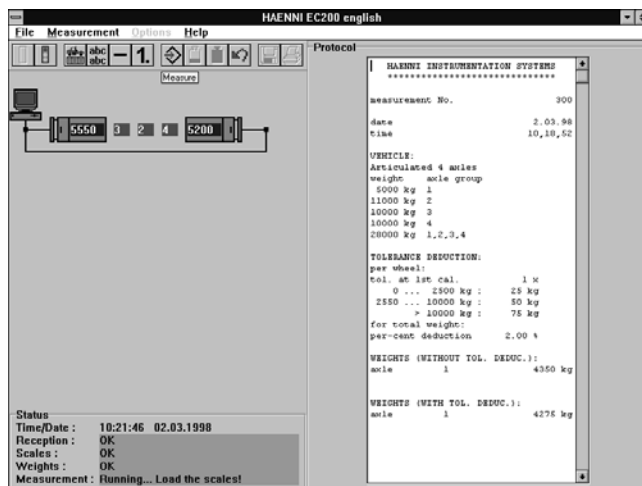 HAENNI EC200 english
File Measurement Options Help
abc
abc
1.
Measure
5550 3 2 4 5200
Protocol
HAENNI INSTRUMENTATION SYSTEMS
*******************************
measurement No. 300
date 2.03.98
time 10,18,52
VEHICLE:
Articulated 4 axles
weight axle group
5000 kg 1
11000 kg 2
10000 kg 3
10000 kg 4
28000 kg 1,2,3,4
TOLERANCE DEDUCTION:
per wheel:
tol. at 1st cal. 1 x
0 ... 2500 kg : 25 kg
2550 ... 10000 kg : 50 kg
> 10000 kg : 75 kg
for total weight:
per-cent deduction 2.00 %
WEIGHTS (WITHOUT TOL. DEDUC.):
axle 1 4350 kg
WEIGHTS (WITH TOL. DEDUC.):
axle 1 4275 kg
Status
Time/Date : 10:21:46 02.03.1998
Reception : OK
Scales : OK
Weights : OK
Measurement : Running... Load the scales!